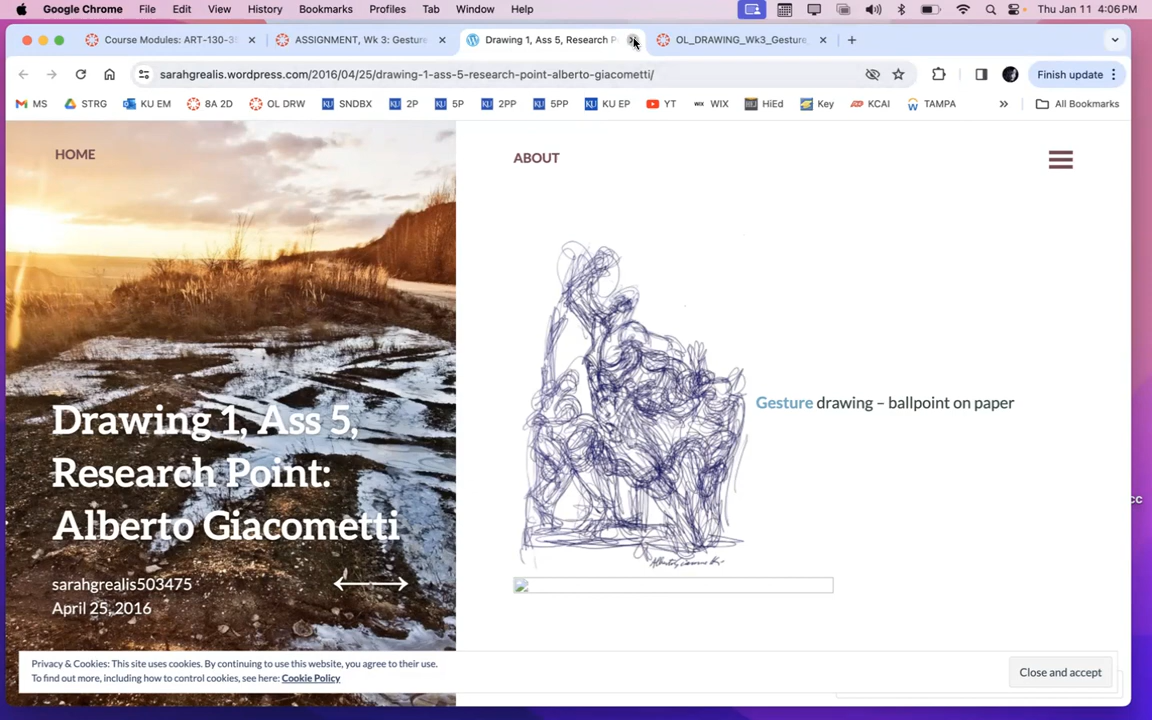 Google Chrome File Edit View History Bookmarks Profiles Tab Window Help Thu Jan 11 4:06 PM
Course Modules: ART-130-3 ASSIGNMENT, Wk 3: Gesture Drawing 1, Ass 5, Research P OL_DRAWING_Wk3_Gesture
sarahgrealis.wordpress.com/2016/04/25/drawing-1-ass-5-research-point-alberto-giacometti/ Finish update
MS STRG KU EM 8A 2D OL DRW SNDBX 2P 5P 2PP 5PP KU EP YT WIX HiEd Key KCAI TAMPA » All Bookmarks
HOME
ABOUT
Gesture drawing – ballpoint on paper
Drawing 1, Ass 5,
Research Point:
Alberto Giacometti
sarahgrealis503475
April 25, 2016
Privacy & Cookies: This site uses cookies. By continuing to use this website, you agree to their use.
To find out more, including how to control cookies, see here: Cookie Policy
Close and accept
cc